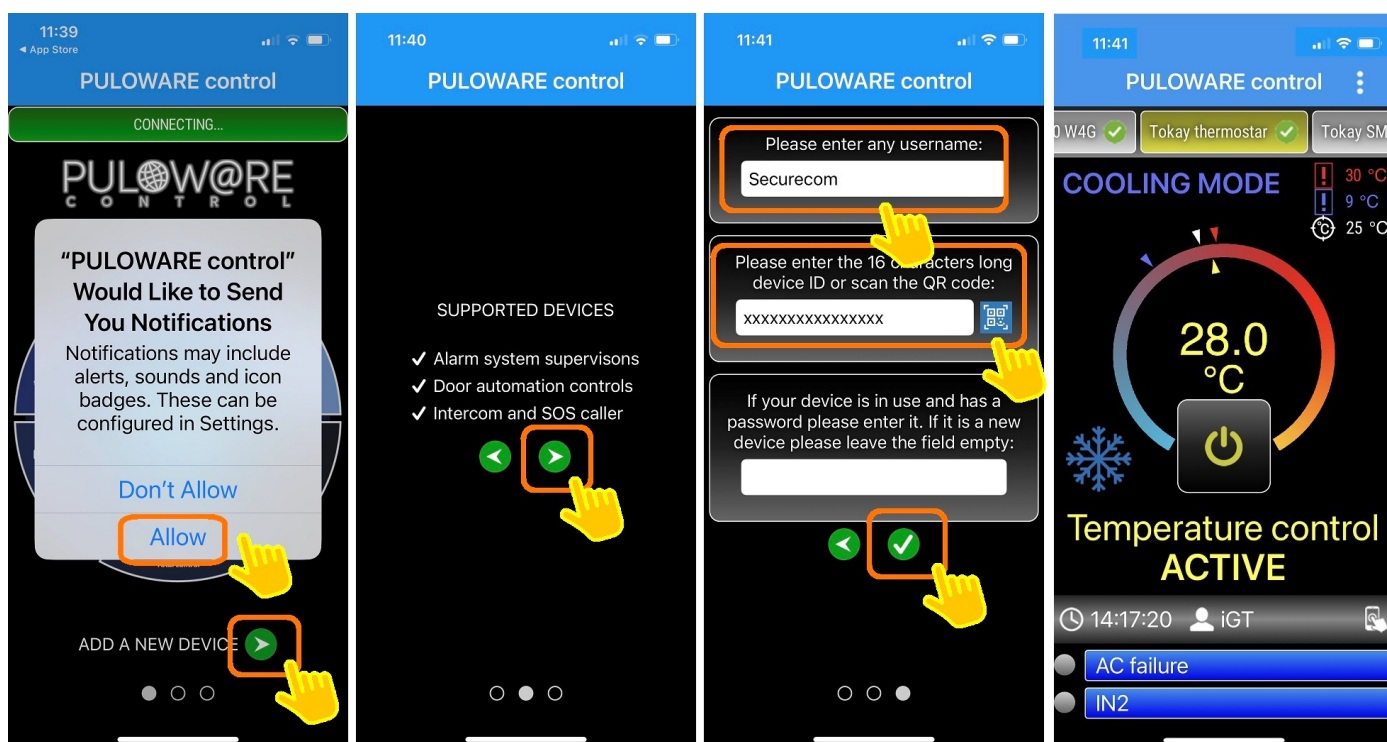 11:39
◀ App Store
PULOWARE control
CONNECTING...
PULOW@RE
CONTROL
“PULOWARE control”
Would Like to Send
You Notifications
Notifications may include
alerts, sounds and icon
badges. These can be
configured in Settings.
Don’t Allow
Allow
ADD A NEW DEVICE
11:40
PULOWARE control
SUPPORTED DEVICES
✓ Alarm system supervisons
✓ Door automation controls
✓ Intercom and SOS caller
11:41
PULOWARE control
Please enter any username:
Securecom
Please enter the 16 characters long
device ID or scan the QR code:
xxxxxxxxxxxxxxxx
If your device is in use and has a
password please enter it. If it is a new
device please leave the field empty:
11:41
PULOWARE control
0 W4G
Tokay thermostar
Tokay SM
COOLING MODE
30 °C
9 °C
°C 25 °C
28.0
°C
Temperature control
ACTIVE
14:17:20 iGT
AC failure
IN2